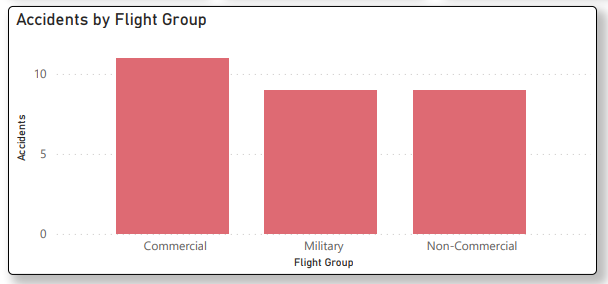 Accidents by Flight Group
10
5
0
Accidents
Commercial Military Non-Commercial
Flight Group